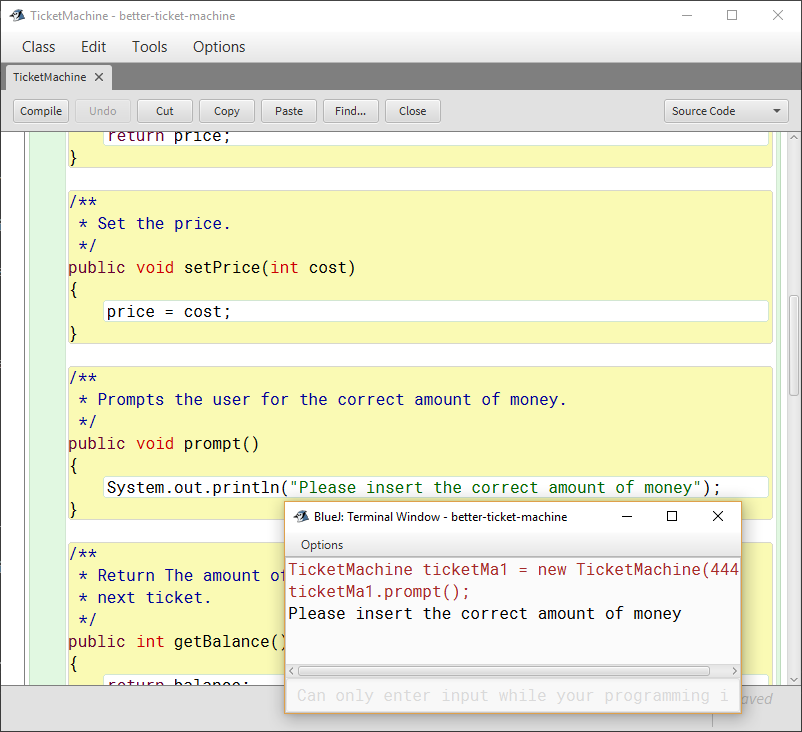 TicketMachine - better-ticket-machine
Class Edit Tools Options
TicketMachine
Compile Undo Cut Copy Paste Find... Close Source Code
return price;
}
/**
* Set the price.
*/
public void setPrice(int cost)
{
price = cost;
}
/**
* Prompts the user for the correct amount of money.
*/
public void prompt()
{
System.out.println("Please insert the correct amount of money");
}
/**
* Return The amount of
* next ticket.
*/
public int getBalance()
{
return balance;
BlueJ: Terminal Window - better-ticket-machine
Options
TicketMachine ticketMa1 = new TicketMachine(444
ticketMa1.prompt();
Please insert the correct amount of money
Can only enter input while your programming i
aved